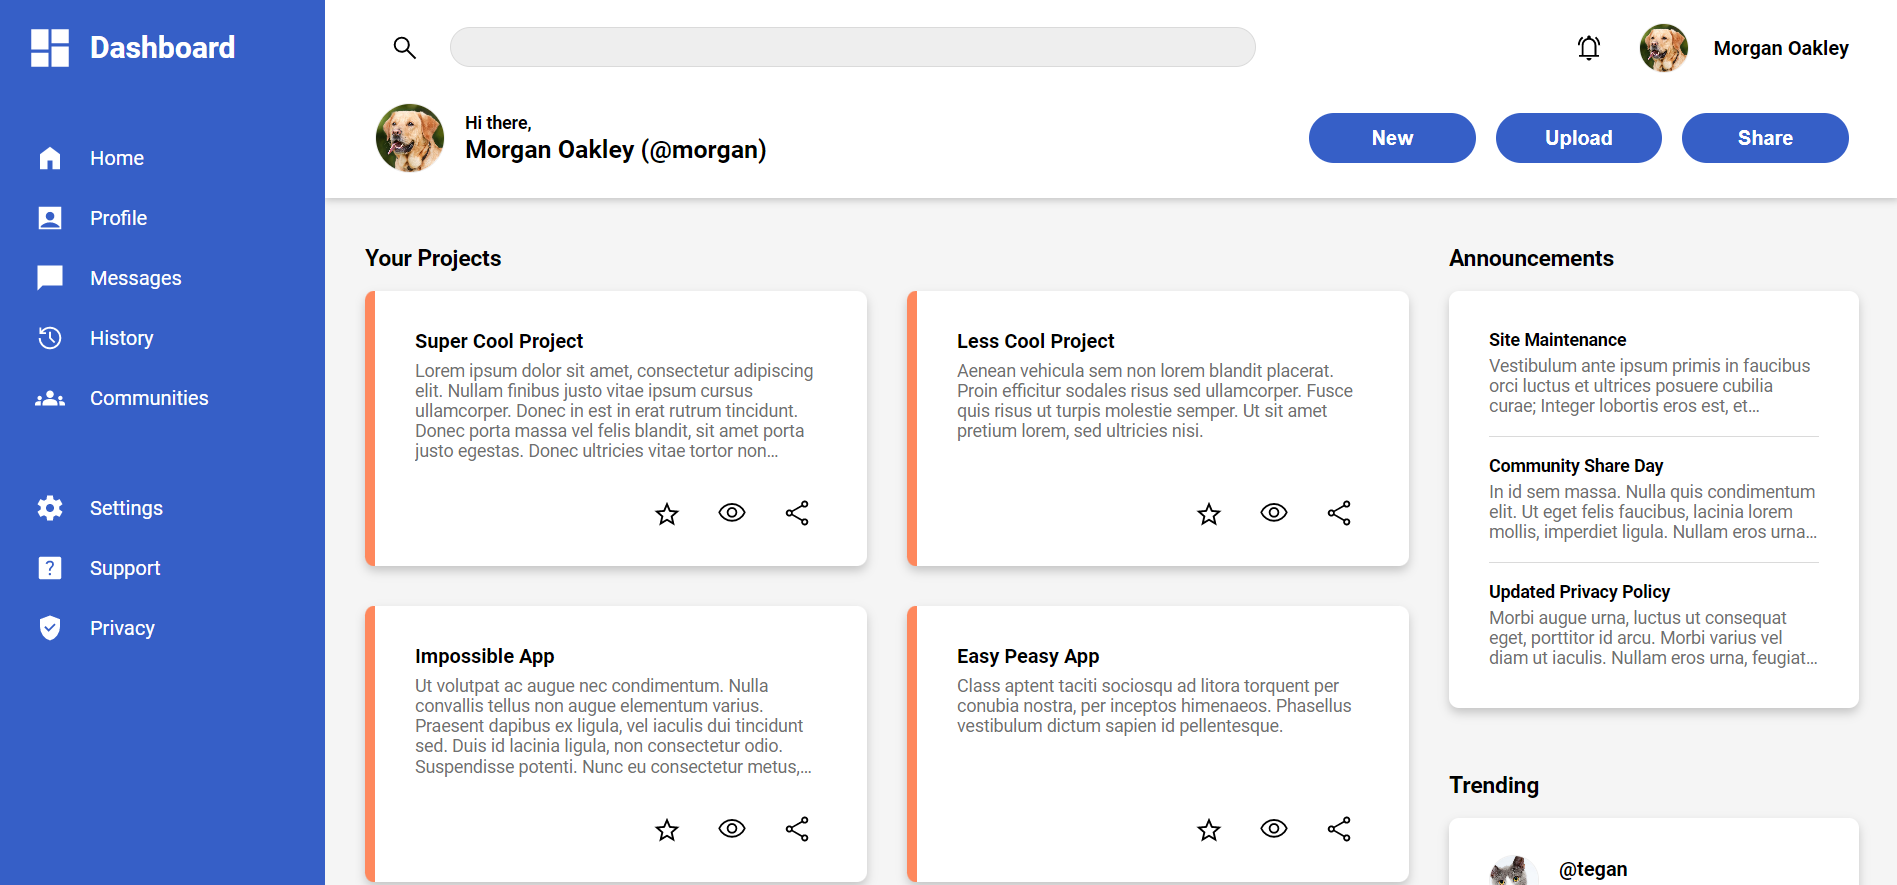 Dashboard
Home
Profile
Messages
History
Communities
Settings
Support
Privacy
Morgan Oakley
Hi there,
Morgan Oakley (@morgan)
New
Upload
Share
Your Projects
Super Cool Project
Lorem ipsum dolor sit amet, consectetur adipiscing
elit. Nullam finibus justo vitae ipsum cursus
ullamcorper. Donec in est in erat rutrum tincidunt.
Donec porta massa vel felis blandit, sit amet porta
justo egestas. Donec ultricies vitae tortor non...
Less Cool Project
Aenean vehicula sem non lorem blandit placerat.
Proin efficitur sodales risus sed ullamcorper. Fusce
quis risus ut turpis molestie semper. Ut sit amet
pretium lorem, sed ultricies nisi.
Impossible App
Ut volutpat ac augue nec condimentum. Nulla
convallis tellus non augue elementum varius.
Praesent dapibus ex ligula, vel iaculis dui tincidunt
sed. Duis id lacinia ligula, non consectetur odio.
Suspendisse potenti. Nunc eu consectetur metus,...
Easy Peasy App
Class aptent taciti sociosqu ad litora torquent per
conubia nostra, per inceptos himenaeos. Phasellus
vestibulum dictum sapien id pellentesque.
Announcements
Site Maintenance
Vestibulum ante ipsum primis in faucibus
orci luctus et ultrices posuere cubilia
curae; Integer lobortis eros est, et...
Community Share Day
In id sem massa. Nulla quis condimentum
elit. Ut eget felis faucibus, lacinia lorem
mollis, imperdiet ligula. Nullam eros urna...
Updated Privacy Policy
Morbi augue urna, luctus ut consequat
eget, porttitor id arcu. Morbi varius vel
diam ut iaculis. Nullam eros urna, feugiat...
Trending
@tegan